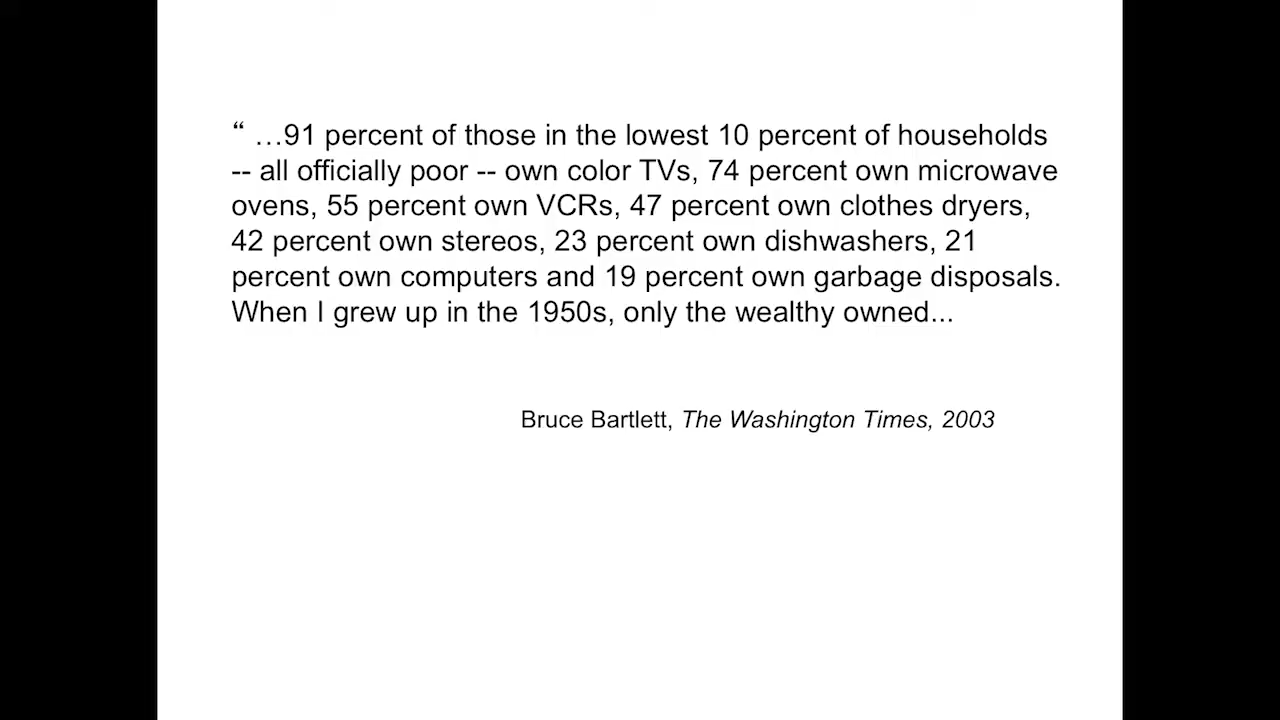 “ …91 percent of those in the lowest 10 percent of households
-- all officially poor -- own color TVs, 74 percent own microwave
ovens, 55 percent own VCRs, 47 percent own clothes dryers,
42 percent own stereos, 23 percent own dishwashers, 21
percent own computers and 19 percent own garbage disposals.
When I grew up in the 1950s, only the wealthy owned...
Bruce Bartlett, The Washington Times, 2003